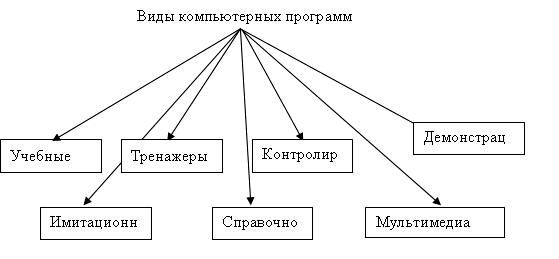 Виды компьютерных программ
Учебные
Тренажеры
Контролир
Демонстрац
Имитационн
Справочно
Мультимедиа